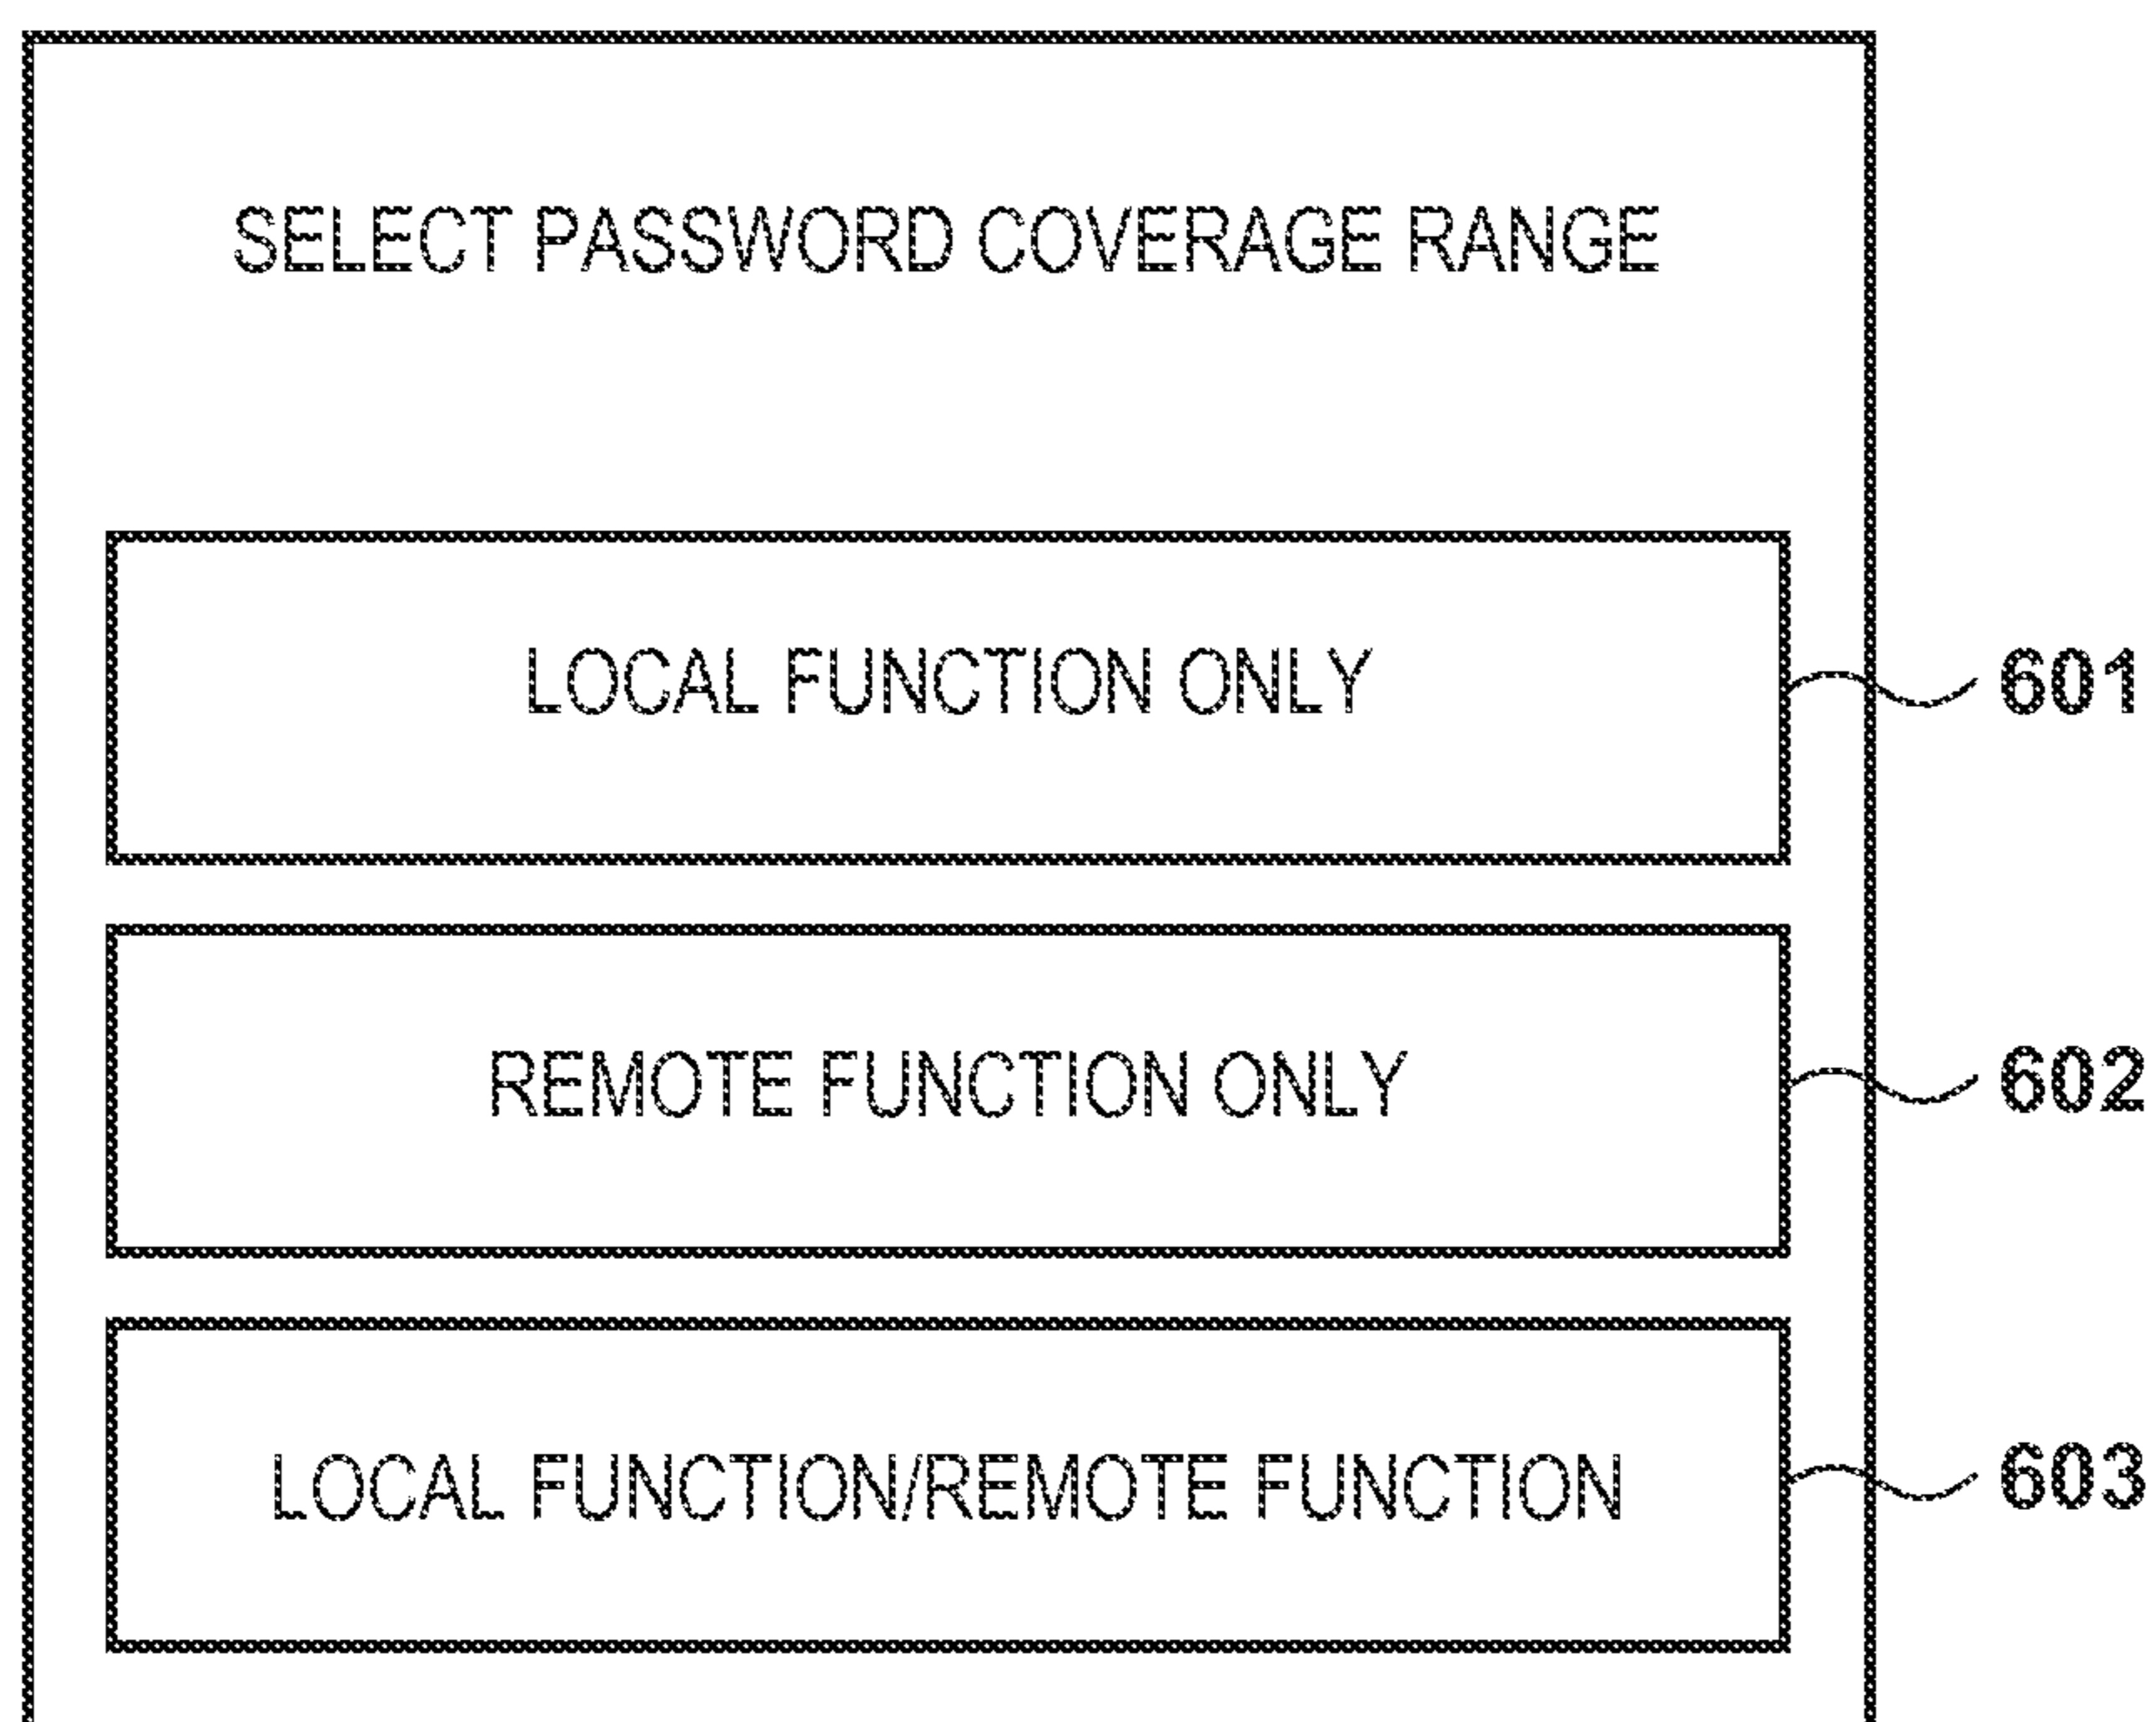 SELECT PASSWORD COVERAGE RANGE
LOCAL FUNCTION ONLY
601
REMOTE FUNCTION ONLY
602
LOCAL FUNCTION/REMOTE FUNCTION
603